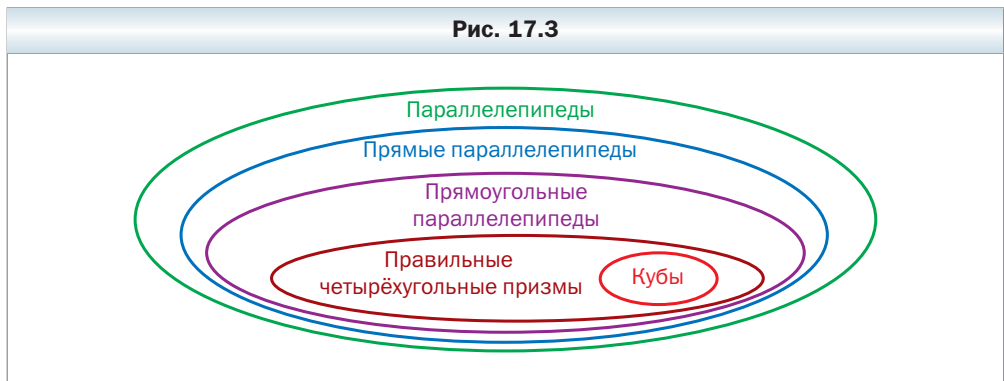 Рис. 17.3
Параллелепипеды
Прямые параллелепипеды
Прямоугольные
параллелепипеды
Правильные
четырёхугольные призмы
Кубы